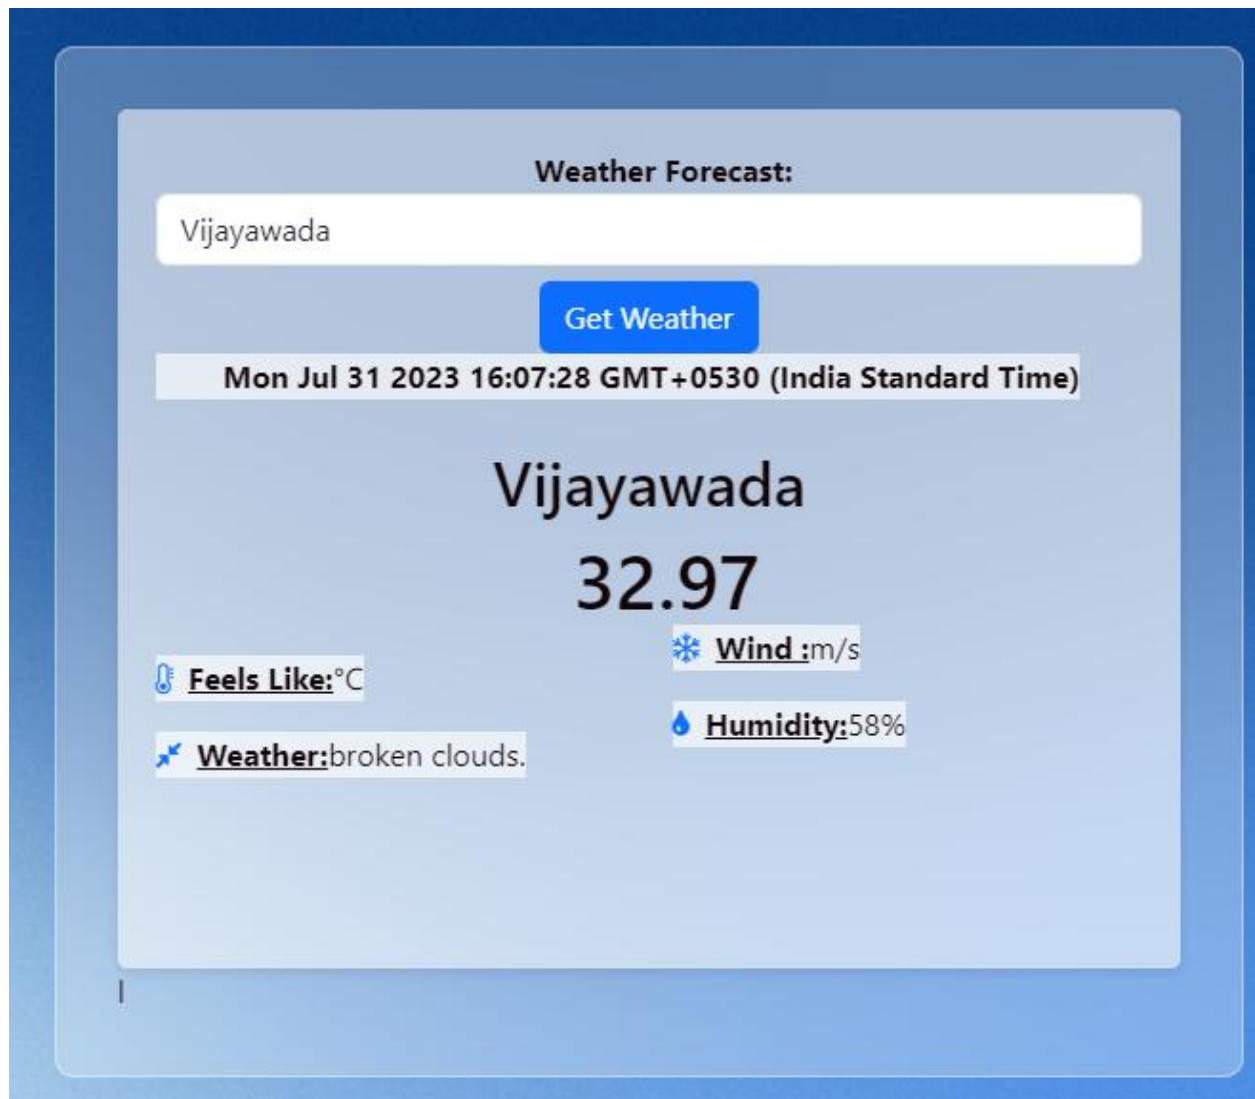 Weather Forecast:
Vijayawada
Get Weather
Mon Jul 31 2023 16:07:28 GMT+0530 (India Standard Time)
Vijayawada
32.97
Feels Like:°C
Weather:broken clouds.
Wind :m/s
Humidity:58%
|